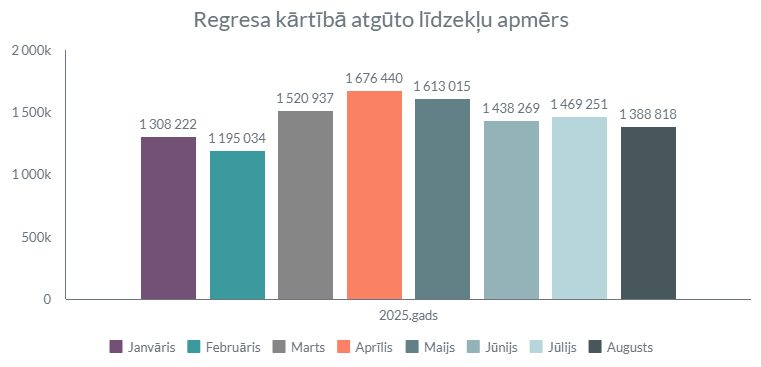 Regresa kārtībā atgūto līdzekļu apmērs
2 000k
1 500k
1 000k
500k
0
1 308 222
1 195 034
1 520 937
1 676 440
1 613 015
1 438 269
1 469 251
1 388 818
2025.gads
Janvāris Februāris Marts Aprīlis Maijs Jūnijs Jūlijs Augusts